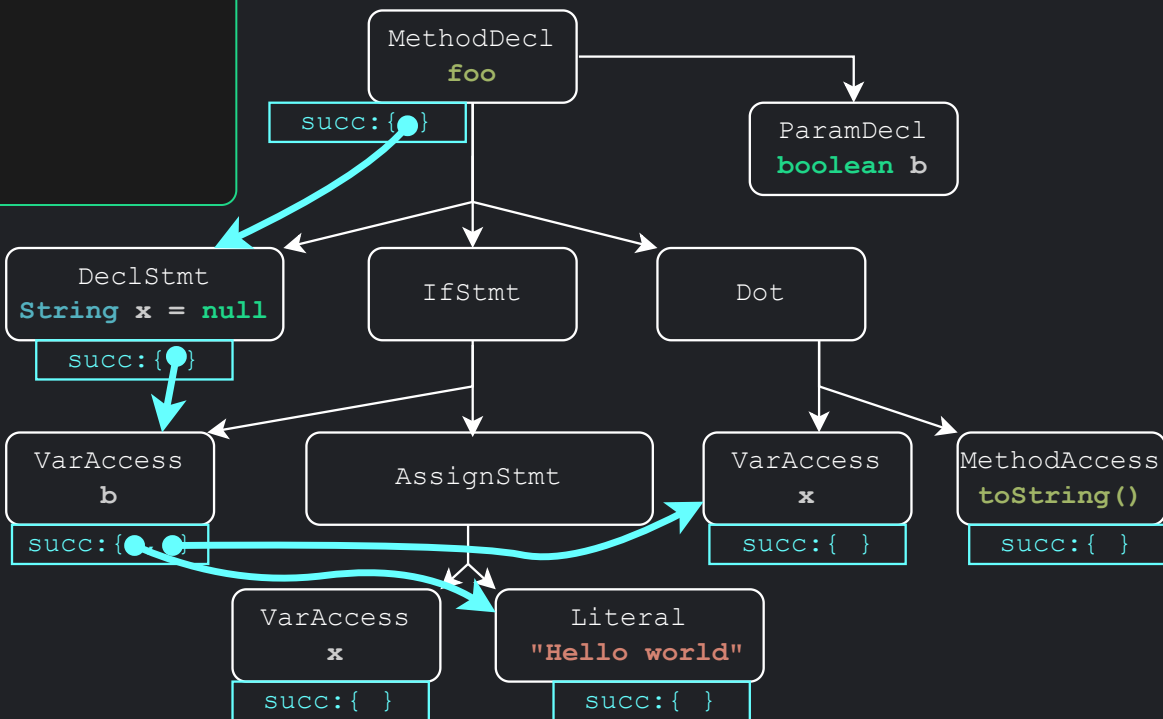 MethodDecl
foo
succ:{ }
ParamDecl
boolean b
DeclStmt
String x = null
succ:{ }
IfStmt
Dot
VarAccess
b
succ:{ , }
AssignStmt
VarAccess
x
succ:{ }
MethodAccess
toString()
succ:{ }
VarAccess
x
succ:{ }
Literal
"Hello world"
succ:{ }